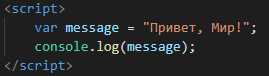 <script>
    var message = "Привет, Мир!";
    console.log(message);
</script>